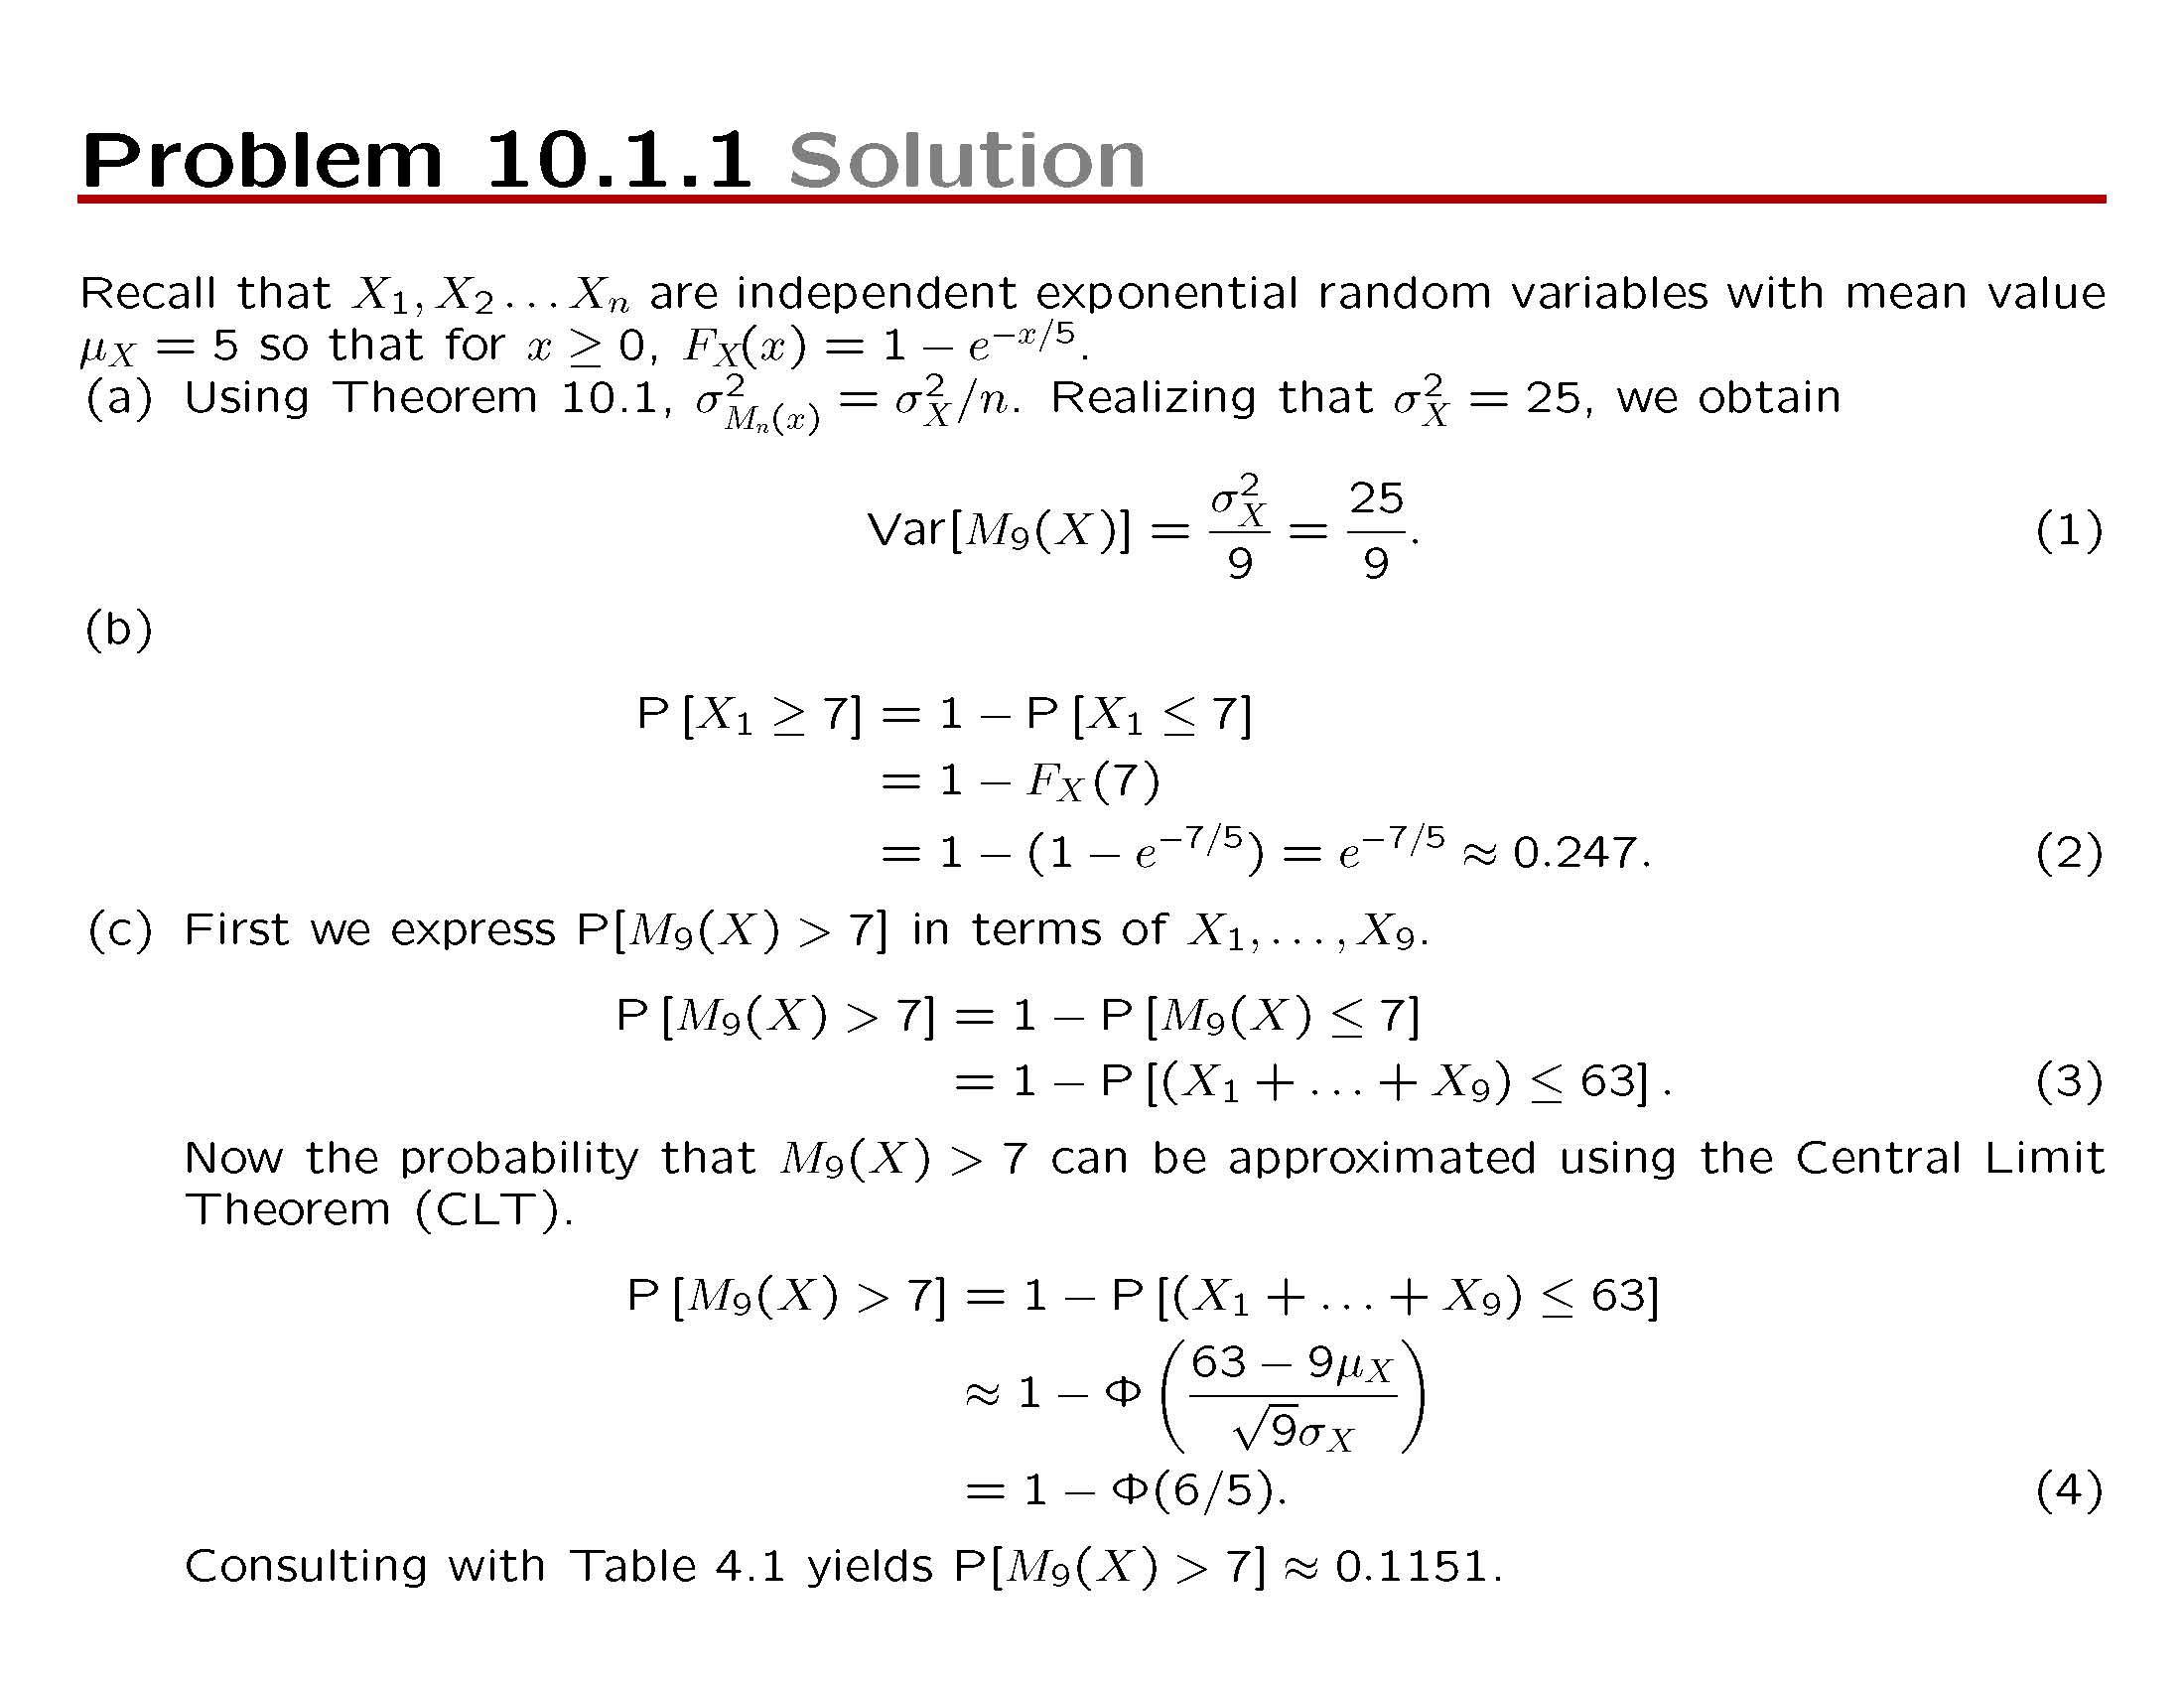 Problem 10.1.1 Solution
Recall that X₁, X₂ . . . Xₙ are independent exponential random variables with mean value
μ_X = 5 so that for x ≥ 0, F_X(x) = 1 − e^{−x/5}.
(a) Using Theorem 10.1, σ²_{Mₙ(x)} = σ²_X/n. Realizing that σ²_X = 25, we obtain
Var[M₉(X)] = σ²_X/9 = 25/9. (1)
(b)
P [X₁ ≥ 7] = 1 − P [X₁ ≤ 7]
= 1 − F_X(7)
= 1 − (1 − e^{−7/5}) = e^{−7/5} ≈ 0.247. (2)
(c) First we express P[M₉(X) > 7] in terms of X₁, . . . , X₉.
P [M₉(X) > 7] = 1 − P [M₉(X) ≤ 7]
= 1 − P [(X₁ + . . . + X₉) ≤ 63] . (3)
Now the probability that M₉(X) > 7 can be approximated using the Central Limit
Theorem (CLT).
P [M₉(X) > 7] = 1 − P [(X₁ + . . . + X₉) ≤ 63]
≈ 1 − Φ((63 − 9μ_X)/(√9σ_X))
= 1 − Φ(6/5). (4)
Consulting with Table 4.1 yields P[M₉(X) > 7] ≈ 0.1151.